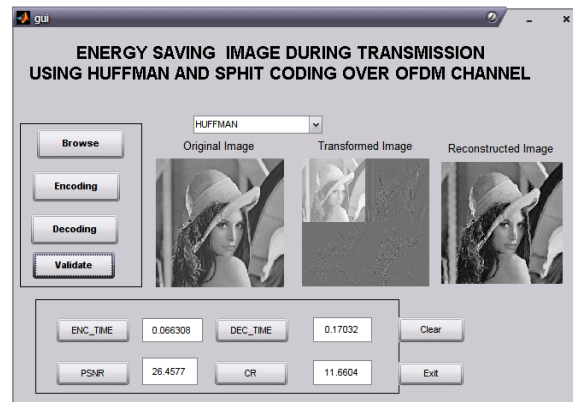 gui
ENERGY SAVING IMAGE DURING TRANSMISSION
USING HUFFMAN AND SPHIT CODING OVER OFDM CHANNEL
HUFFMAN
Browse
Encoding
Decoding
Validate
Original Image
Transformed Image
Reconstructed Image
ENC_TIME
0.066308
DEC_TIME
0.17032
Clear
PSNR
26.4577
CR
11.6604
Exit